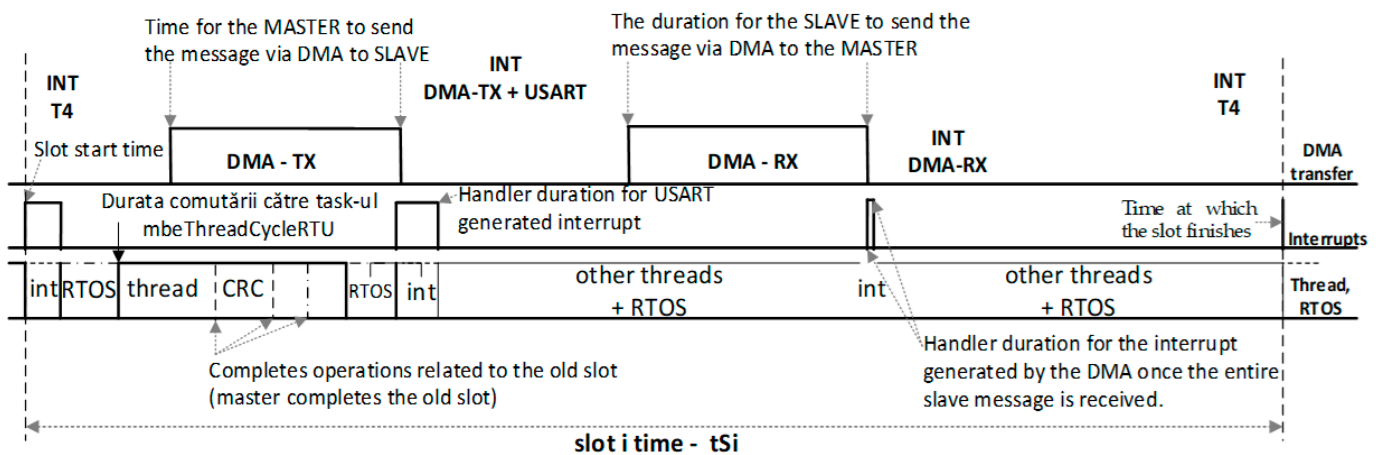 Time for the MASTER to send
the message via DMA to SLAVE
The duration for the SLAVE to send the
message via DMA to the MASTER
INT
T4
INT
DMA-TX + USART
INT
T4
Slot start time
DMA - TX
DMA - RX
INT
DMA-RX
DMA
transfer
Durata comutării către task-ul
mbeThreadCycleRTU
Handler duration for USART
generated interrupt
Time at which
the slot finishes
Interrupts
int
RTOS
thread
CRC
RTOS
int
other threads
+ RTOS
int
other threads
+ RTOS
Thread,
RTOS
Completes operations related to the old slot
(master completes the old slot)
Handler duration for the interrupt
generated by the DMA once the entire
slave message is received.
slot i time - tSi